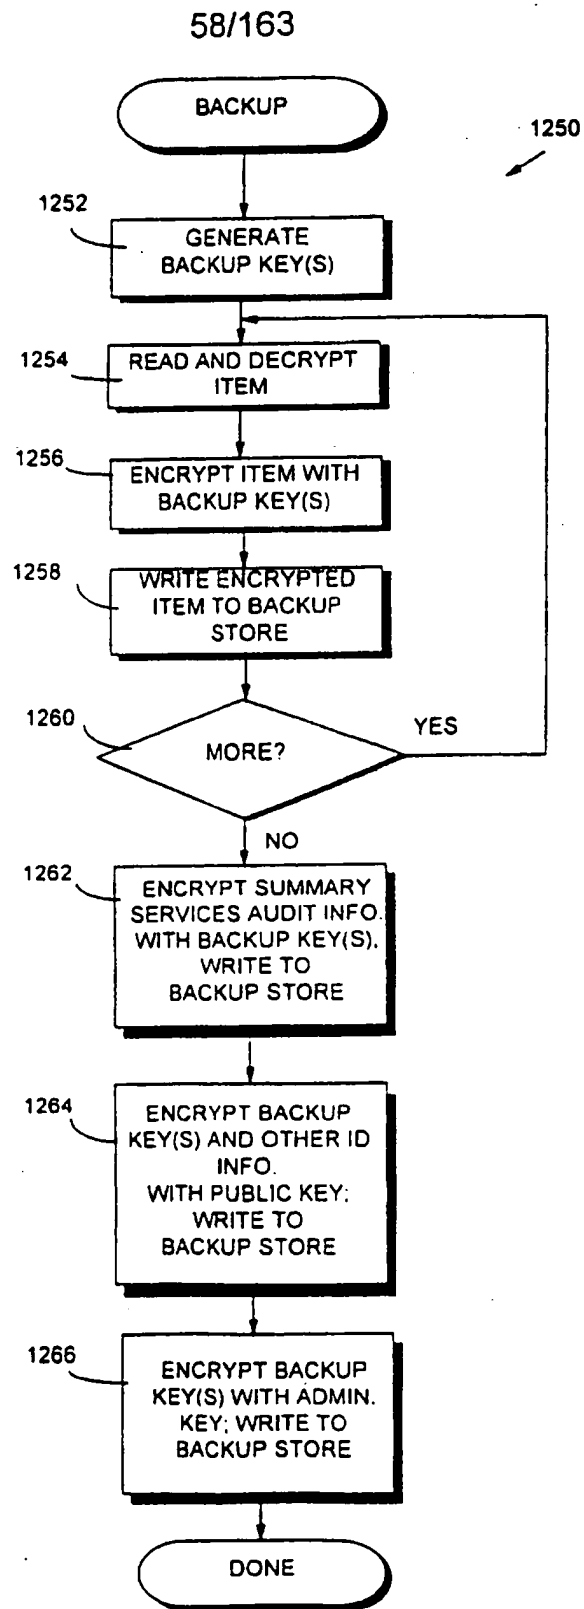 58/163
BACKUP
1250
1252
GENERATE
BACKUP KEY(S)
1254
READ AND DECRYPT
ITEM
1256
ENCRYPT ITEM WITH
BACKUP KEY(S)
1258
WRITE ENCRYPTED
ITEM TO BACKUP
STORE
1260
MORE?
YES
NO
1262
ENCRYPT SUMMARY
SERVICES AUDIT INFO.
WITH BACKUP KEY(S).
WRITE TO
BACKUP STORE
1264
ENCRYPT BACKUP
KEY(S) AND OTHER ID
INFO.
WITH PUBLIC KEY;
WRITE TO
BACKUP STORE
1266
ENCRYPT BACKUP
KEY(S) WITH ADMIN.
KEY; WRITE TO
BACKUP STORE
DONE